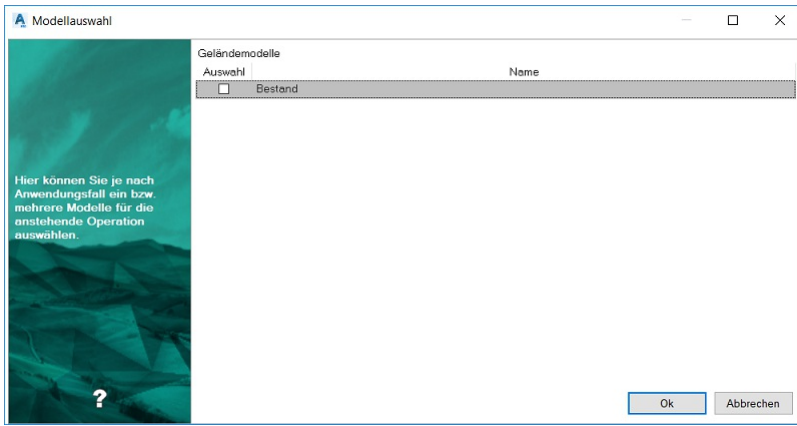 Modellauswahl
Geländemodelle
Auswahl Name
Bestand
Hier können Sie je nach
Anwendungsfall ein bzw.
mehrere Modelle für die
anstehende Operation
auswählen.
?
Ok Abbrechen